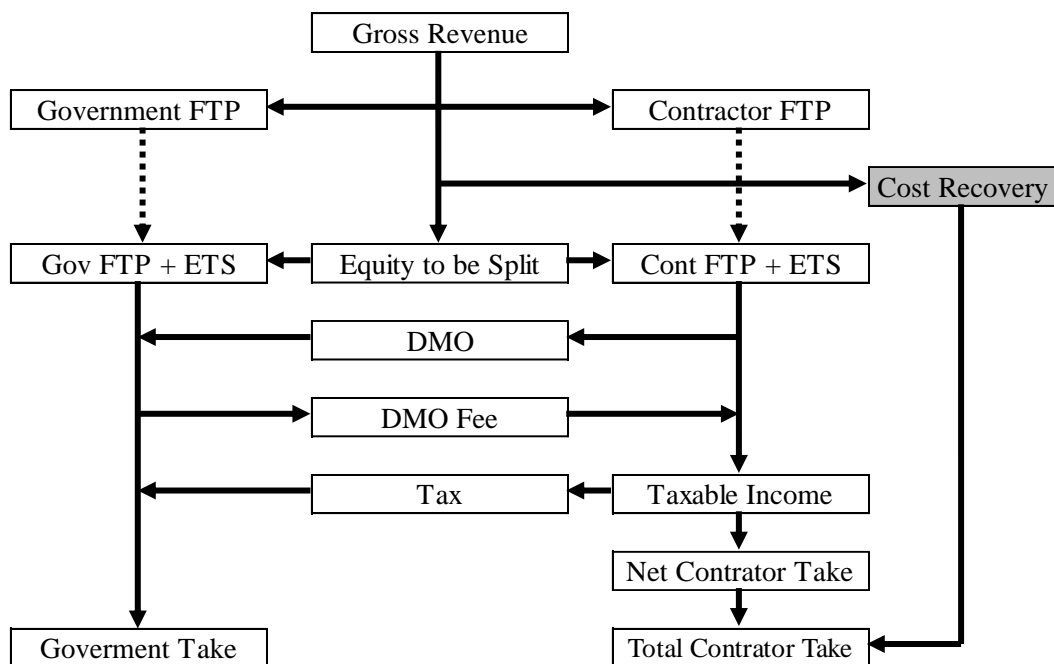 Gross Revenue
Government FTP
Contractor FTP
Cost Recovery
Gov FTP + ETS
Equity to be Split
Cont FTP + ETS
DMO
DMO Fee
Tax
Taxable Income
Net Contrator Take
Goverment Take
Total Contrator Take